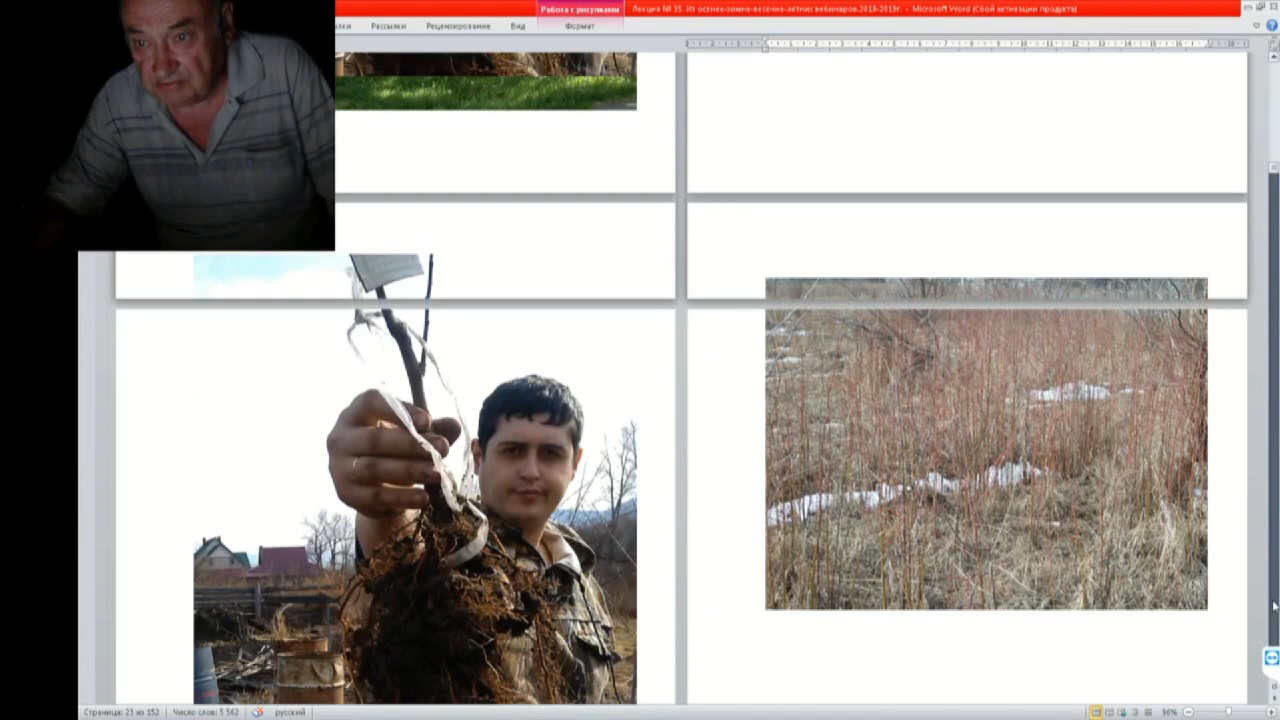 Работа с рисунками
Лекция № 35. Из осенне-зимне-весенне-летних вебинаров.2018-2019г. - Microsoft Word (Сбой активации продукта)
Рассылки
Рецензирование
Вид
Формат
Страница: 23 из 152
Число слов: 5 562
русский
96%